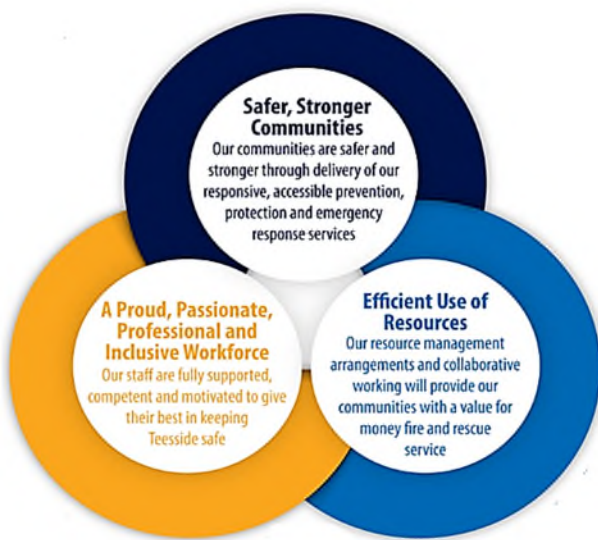 Safer, Stronger
Communities
Our communities are safer and
stronger through delivery of our
responsive, accessible prevention,
protection and emergency
response services
A Proud, Passionate,
Professional and
Inclusive Workforce
Our staff are fully supported,
competent and motivated to give
their best in keeping
Teesside safe
Efficient Use of
Resources
Our resource management
arrangements and collaborative
working will provide our
communities with a value for
money fire and rescue
service